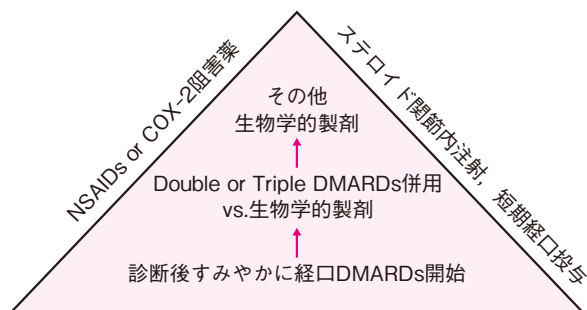 NSAIDs or COX-2阻害薬
ステロイド関節内注射，短期経口投与
その他
生物学的製剤
Double or Triple DMARDs併用
vs.生物学的製剤
診断後すみやかに経口DMARDs開始